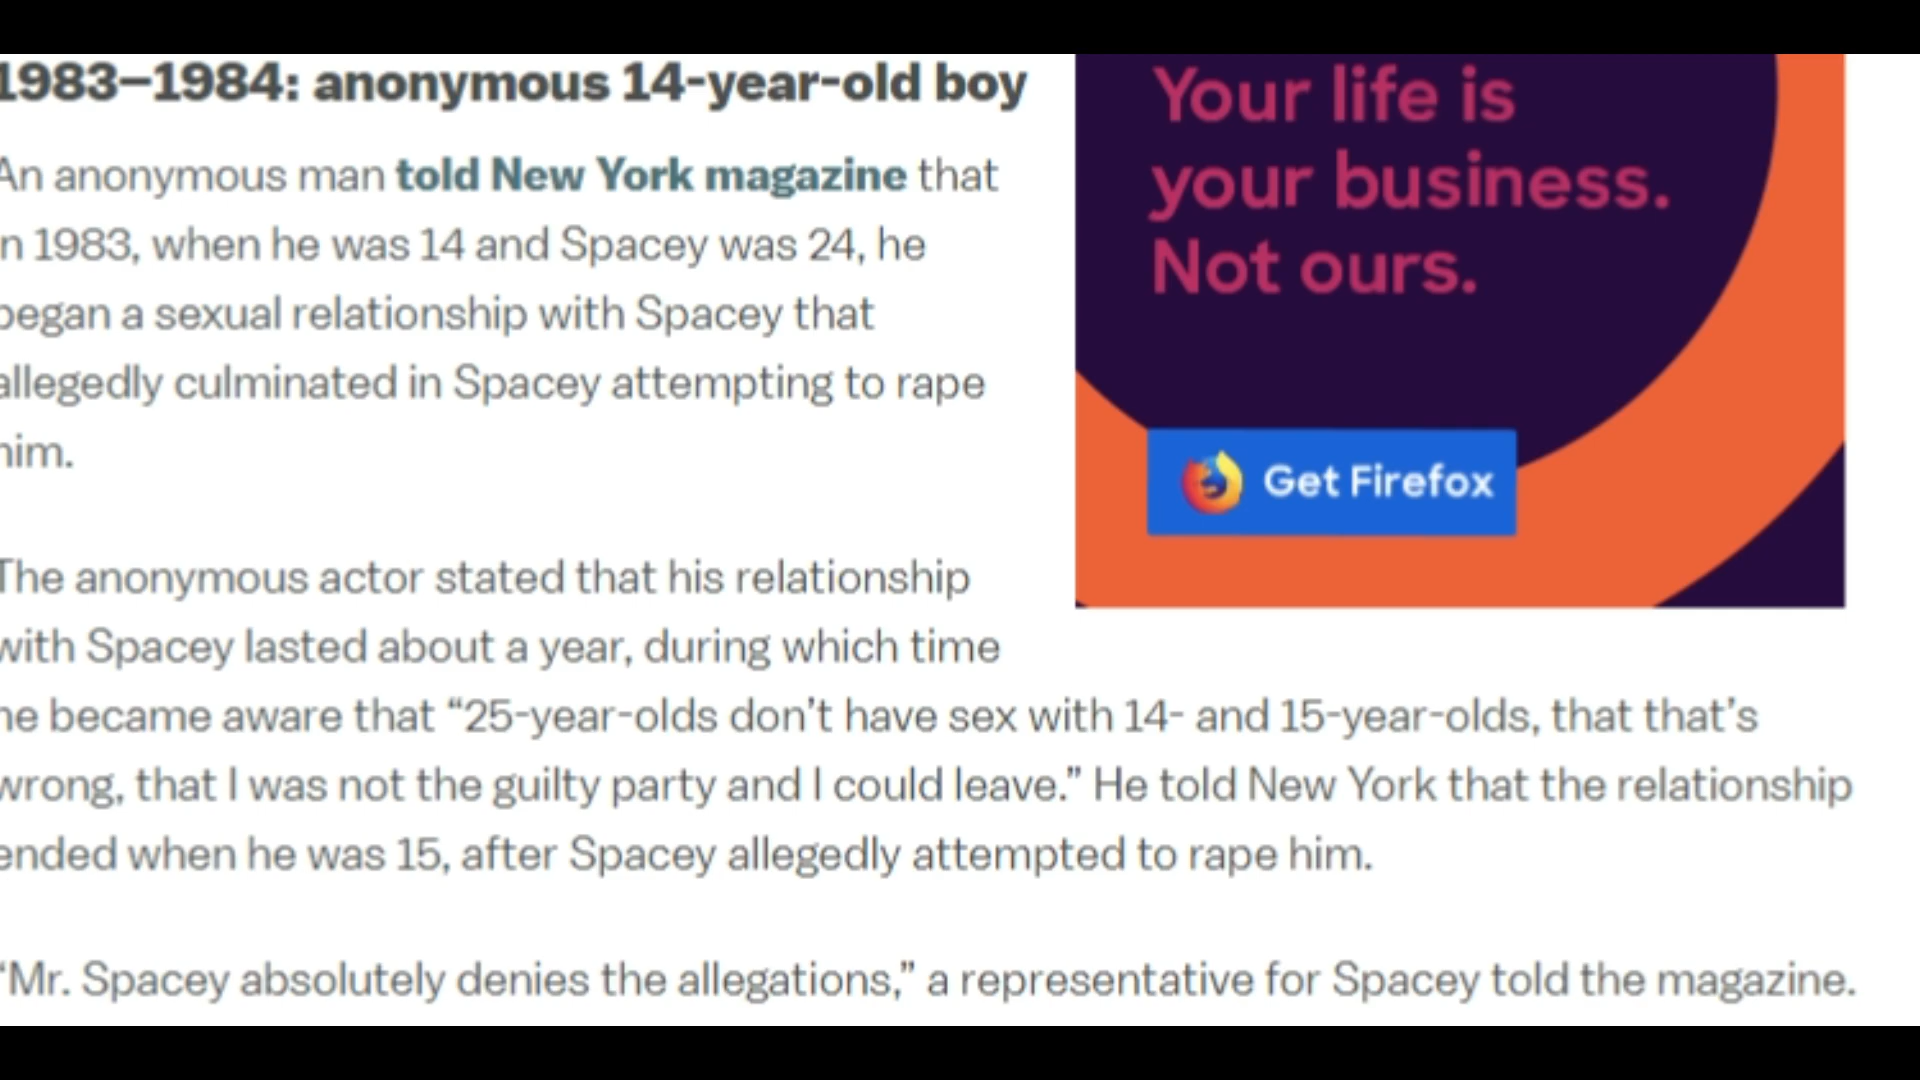 1983–1984: anonymous 14-year-old boy
An anonymous man told New York magazine that
in 1983, when he was 14 and Spacey was 24, he
began a sexual relationship with Spacey that
allegedly culminated in Spacey attempting to rape
him.
The anonymous actor stated that his relationship
with Spacey lasted about a year, during which time
he became aware that “25-year-olds don’t have sex with 14- and 15-year-olds, that that’s
wrong, that I was not the guilty party and I could leave.” He told New York that the relationship
ended when he was 15, after Spacey allegedly attempted to rape him.
“Mr. Spacey absolutely denies the allegations,” a representative for Spacey told the magazine.
Your life is
your business.
Not ours.
Get Firefox